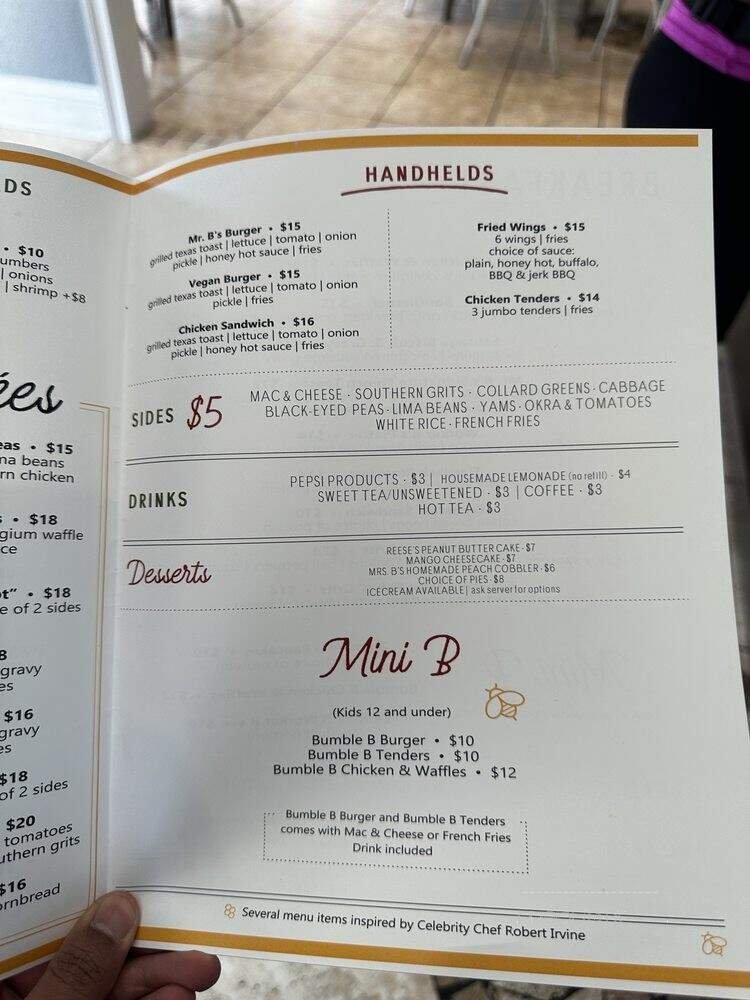 LDS
• $10
umbers
| onions
| shrimp +$8
ées
eas • $15
ma beans
rn chicken
s • $18
gium waffle
ce
ot” • $18
e of 2 sides
8
gravy
es
$16
gravy
es
$18
of 2 sides
$20
tomatoes
uthern grits
$16
ornbread
HANDHELDS
Mr. B's Burger • $15
grilled texas toast | lettuce | tomato | onion
pickle | honey hot sauce | fries
Vegan Burger • $15
grilled texas toast | lettuce | tomato | onion
pickle | fries
Chicken Sandwich • $16
grilled texas toast | lettuce | tomato | onion
pickle | honey hot sauce | fries
Fried Wings • $15
6 wings | fries
choice of sauce:
plain, honey hot, buffalo,
BBQ & jerk BBQ
Chicken Tenders • $14
3 jumbo tenders | fries
SIDES $5
MAC & CHEESE · SOUTHERN GRITS · COLLARD GREENS · CABBAGE
BLACK-EYED PEAS · LIMA BEANS · YAMS · OKRA & TOMATOES
WHITE RICE · FRENCH FRIES
DRINKS
PEPSI PRODUCTS · $3 | HOUSEMADE LEMONADE (no refill) · $4
SWEET TEA/UNSWEETENED · $3 | COFFEE · $3
HOT TEA · $3
Desserts
REESE'S PEANUT BUTTER CAKE · $7
MANGO CHEESECAKE · $7
MRS. B'S HOMEMADE PEACH COBBLER · $6
CHOICE OF PIES · $8
ICECREAM AVAILABLE | ask server for options
Mini B
(Kids 12 and under)
Bumble B Burger • $10
Bumble B Tenders • $10
Bumble B Chicken & Waffles • $12
Bumble B Burger and Bumble B Tenders
comes with Mac & Cheese or French Fries
Drink included
Several menu items inspired by Celebrity Chef Robert Irvine